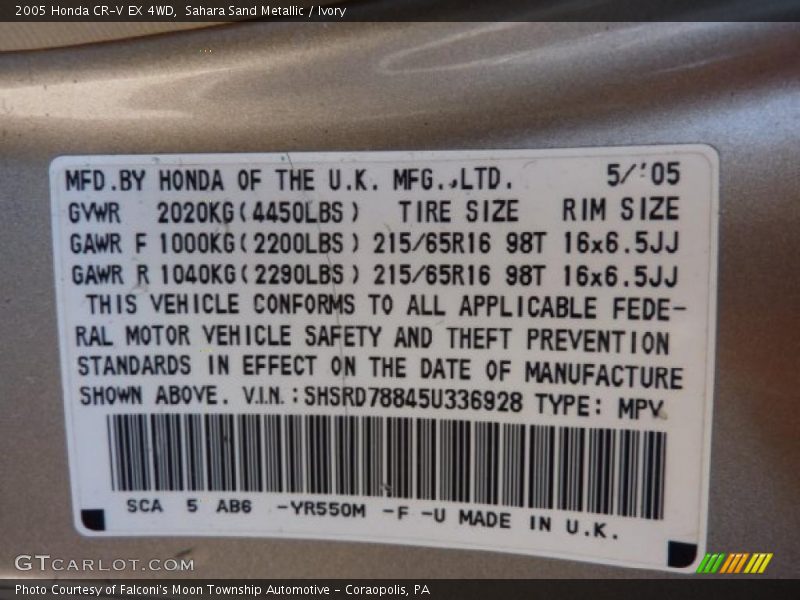 2005 Honda CR-V EX 4WD, Sahara Sand Metallic / Ivory
MFD.BY HONDA OF THE U.K. MFG.,LTD. 5/'05
GVWR 2020KG(4450LBS) TIRE SIZE RIM SIZE
GAWR F 1000KG(2200LBS) 215/65R16 98T 16x6.5JJ
GAWR R 1040KG(2290LBS) 215/65R16 98T 16x6.5JJ
THIS VEHICLE CONFORMS TO ALL APPLICABLE FEDE-
RAL MOTOR VEHICLE SAFETY AND THEFT PREVENTION
STANDARDS IN EFFECT ON THE DATE OF MANUFACTURE
SHOWN ABOVE. V.I.N.:SHSRD78845U336928 TYPE: MPV
SCA 5 AB6 -YR550M -F -U MADE IN U.K.
GTCARLOT.COM
Photo Courtesy of Falconi's Moon Township Automotive - Coraopolis, PA